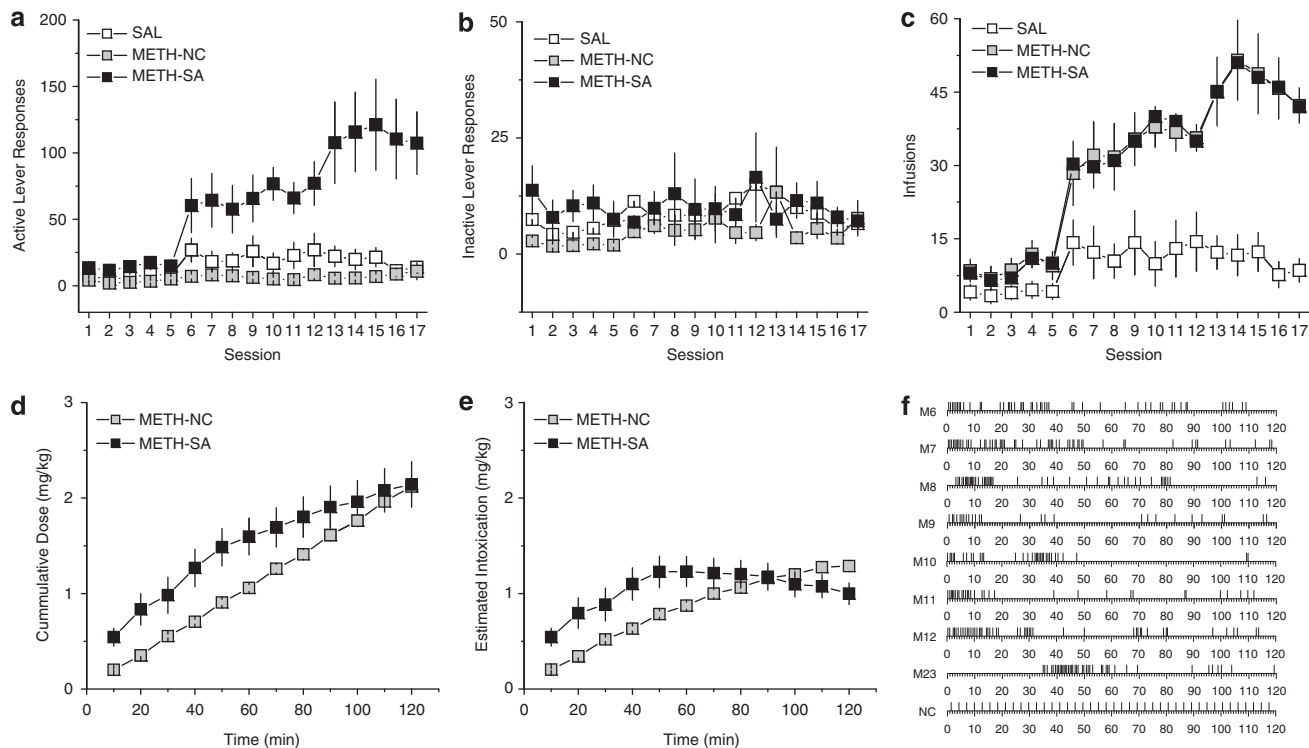 a
200
150
100
50
0
SAL
METH-NC
METH-SA
Active Lever Responses
1 2 3 4 5 6 7 8 9 10 11 12 13 14 15 16 17
Session
b
50
25
0
SAL
METH-NC
METH-SA
Inactive Lever Responses
1 2 3 4 5 6 7 8 9 10 11 12 13 14 15 16 17
Session
c
60
45
30
15
0
SAL
METH-NC
METH-SA
Infusions
1 2 3 4 5 6 7 8 9 10 11 12 13 14 15 16 17
Session
d
3
2
1
0
METH-NC
METH-SA
Cummulative Dose (mg/kg)
0 20 40 60 80 100 120
Time (min)
e
3
2
1
0
METH-NC
METH-SA
Estimated Intoxication (mg/kg)
0 20 40 60 80 100 120
Time (min)
f
M6
0 10 20 30 40 50 60 70 80 90 100 110 120
M7
0 10 20 30 40 50 60 70 80 90 100 110 120
M8
0 10 20 30 40 50 60 70 80 90 100 110 120
M9
0 10 20 30 40 50 60 70 80 90 100 110 120
M10
0 10 20 30 40 50 60 70 80 90 100 110 120
M11
0 10 20 30 40 50 60 70 80 90 100 110 120
M12
0 10 20 30 40 50 60 70 80 90 100 110 120
M23
0 10 20 30 40 50 60 70 80 90 100 110 120
NC
0 10 20 30 40 50 60 70 80 90 100 110 120